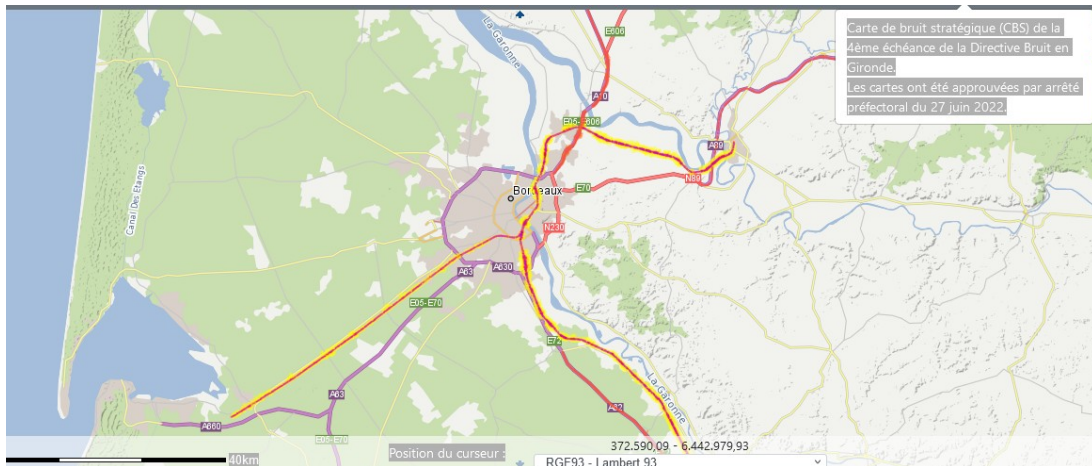 Carte de bruit stratégique (CBS) de la
4ème échéance de la Directive Bruit en
Gironde.
Les cartes ont été approuvées par arrêté
préfectoral du 27 juin 2022.
La-Garonne
E606
A10
E05-E606
A89
N89
E70
Bordeaux
N230
Canal Des Etangs
A63
A630
E05-E70
E72
La-Garonne
A63
A62
A660
E05-E70
40km
Position du curseur :
372.590,09 - 6.442.979,93
RGF93 - Lambert 93